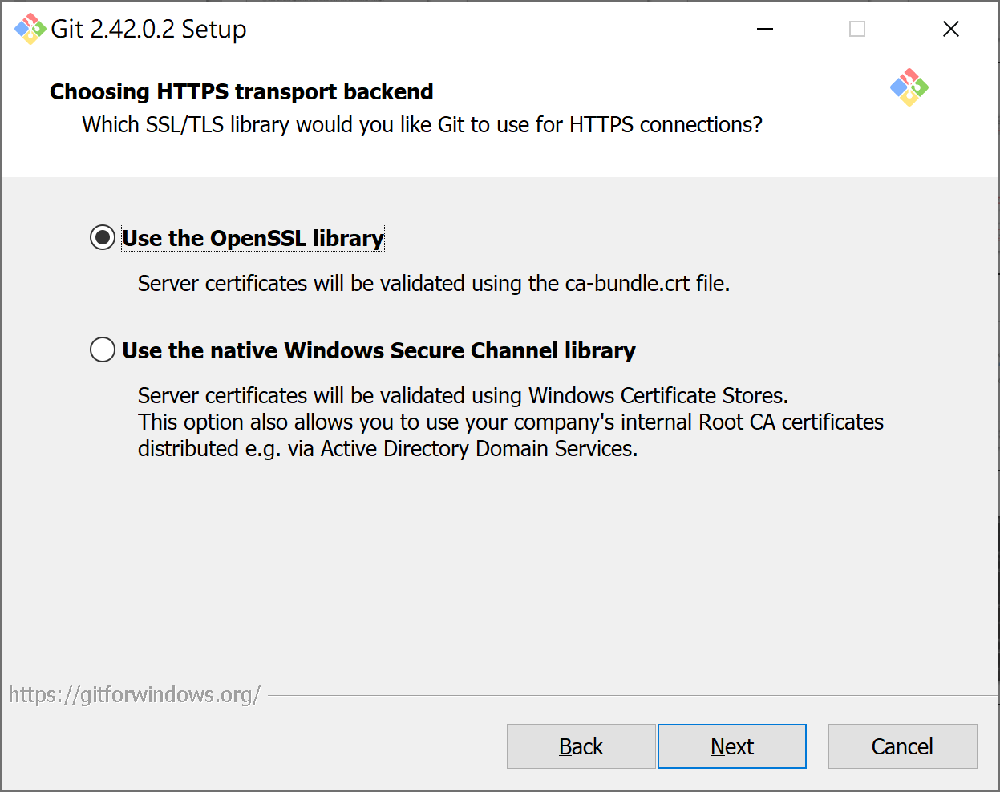 Git 2.42.0.2 Setup
Choosing HTTPS transport backend
Which SSL/TLS library would you like Git to use for HTTPS connections?
Use the OpenSSL library
Server certificates will be validated using the ca-bundle.crt file.
Use the native Windows Secure Channel library
Server certificates will be validated using Windows Certificate Stores.
This option also allows you to use your company's internal Root CA certificates
distributed e.g. via Active Directory Domain Services.
https://gitforwindows.org/
Back Next Cancel